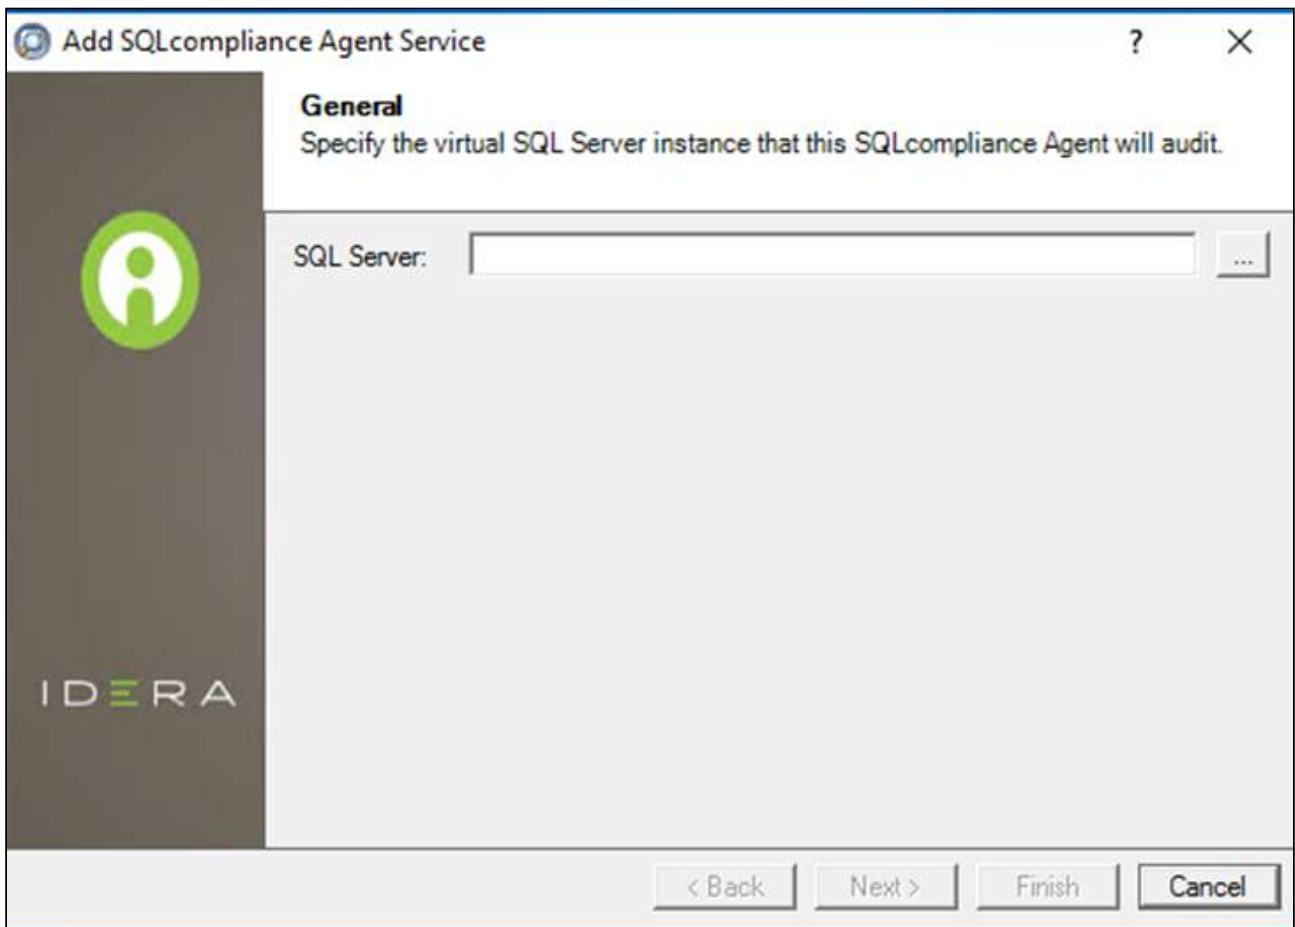 Add SQLcompliance Agent Service
?
General
Specify the virtual SQL Server instance that this SQLcompliance Agent will audit.
SQL Server:
...
IDERA
< Back
Next >
Finish
Cancel